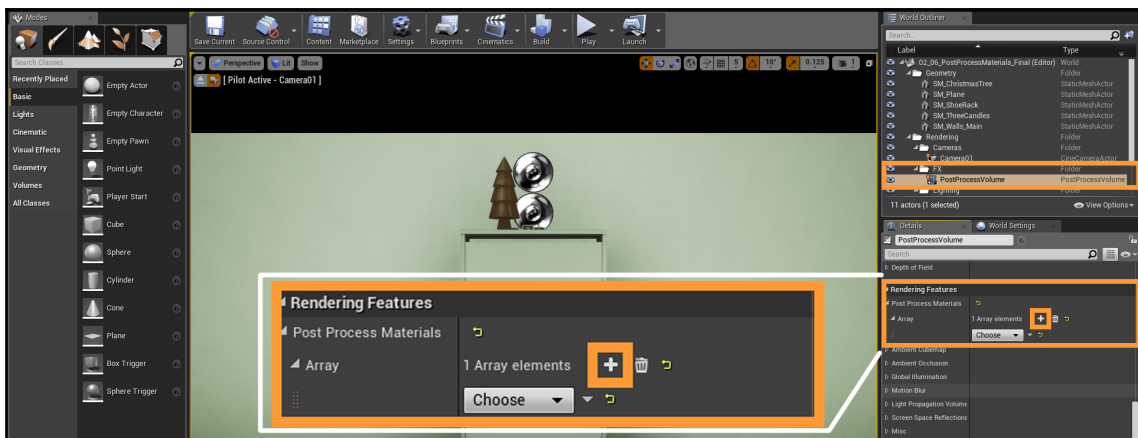 Modes
Save Current
Source Control
Content
Marketplace
Settings
Blueprints
Cinematics
Build
Play
Launch
Search Classes
Recently Placed
Basic
Lights
Cinematic
Visual Effects
Geometry
Volumes
All Classes
Empty Actor
Empty Character
Empty Pawn
Point Light
Player Start
Cube
Sphere
Cylinder
Cone
Plane
Box Trigger
Sphere Trigger
Perspective
Lit
Show
10°
0.125
1
[ Pilot Active - Camera01 ]
Rendering Features
Post Process Materials
Array
1 Array elements
Choose
World Outliner
Search...
Label
Type
02_06_PostProcessMaterials_Final (Editor) World
Geometry Folder
SM_ChristmasTree StaticMeshActor
SM_Plane StaticMeshActor
SM_ShoeRack StaticMeshActor
SM_ThreeCandles StaticMeshActor
SM_Walls_Main StaticMeshActor
Rendering Folder
Cameras Folder
Camera01 CineCameraActor
FX Folder
PostProcessVolume PostProcessVolume
Lighting Folder
11 actors (1 selected)
View Options
Details
World Settings
PostProcessVolume
Search
Depth of Field
Rendering Features
Post Process Materials
Array
1 Array elements
Choose
Ambient Cubemap
Ambient Occlusion
Global Illumination
Motion Blur
Light Propagation Volume
Screen Space Reflections
Misc